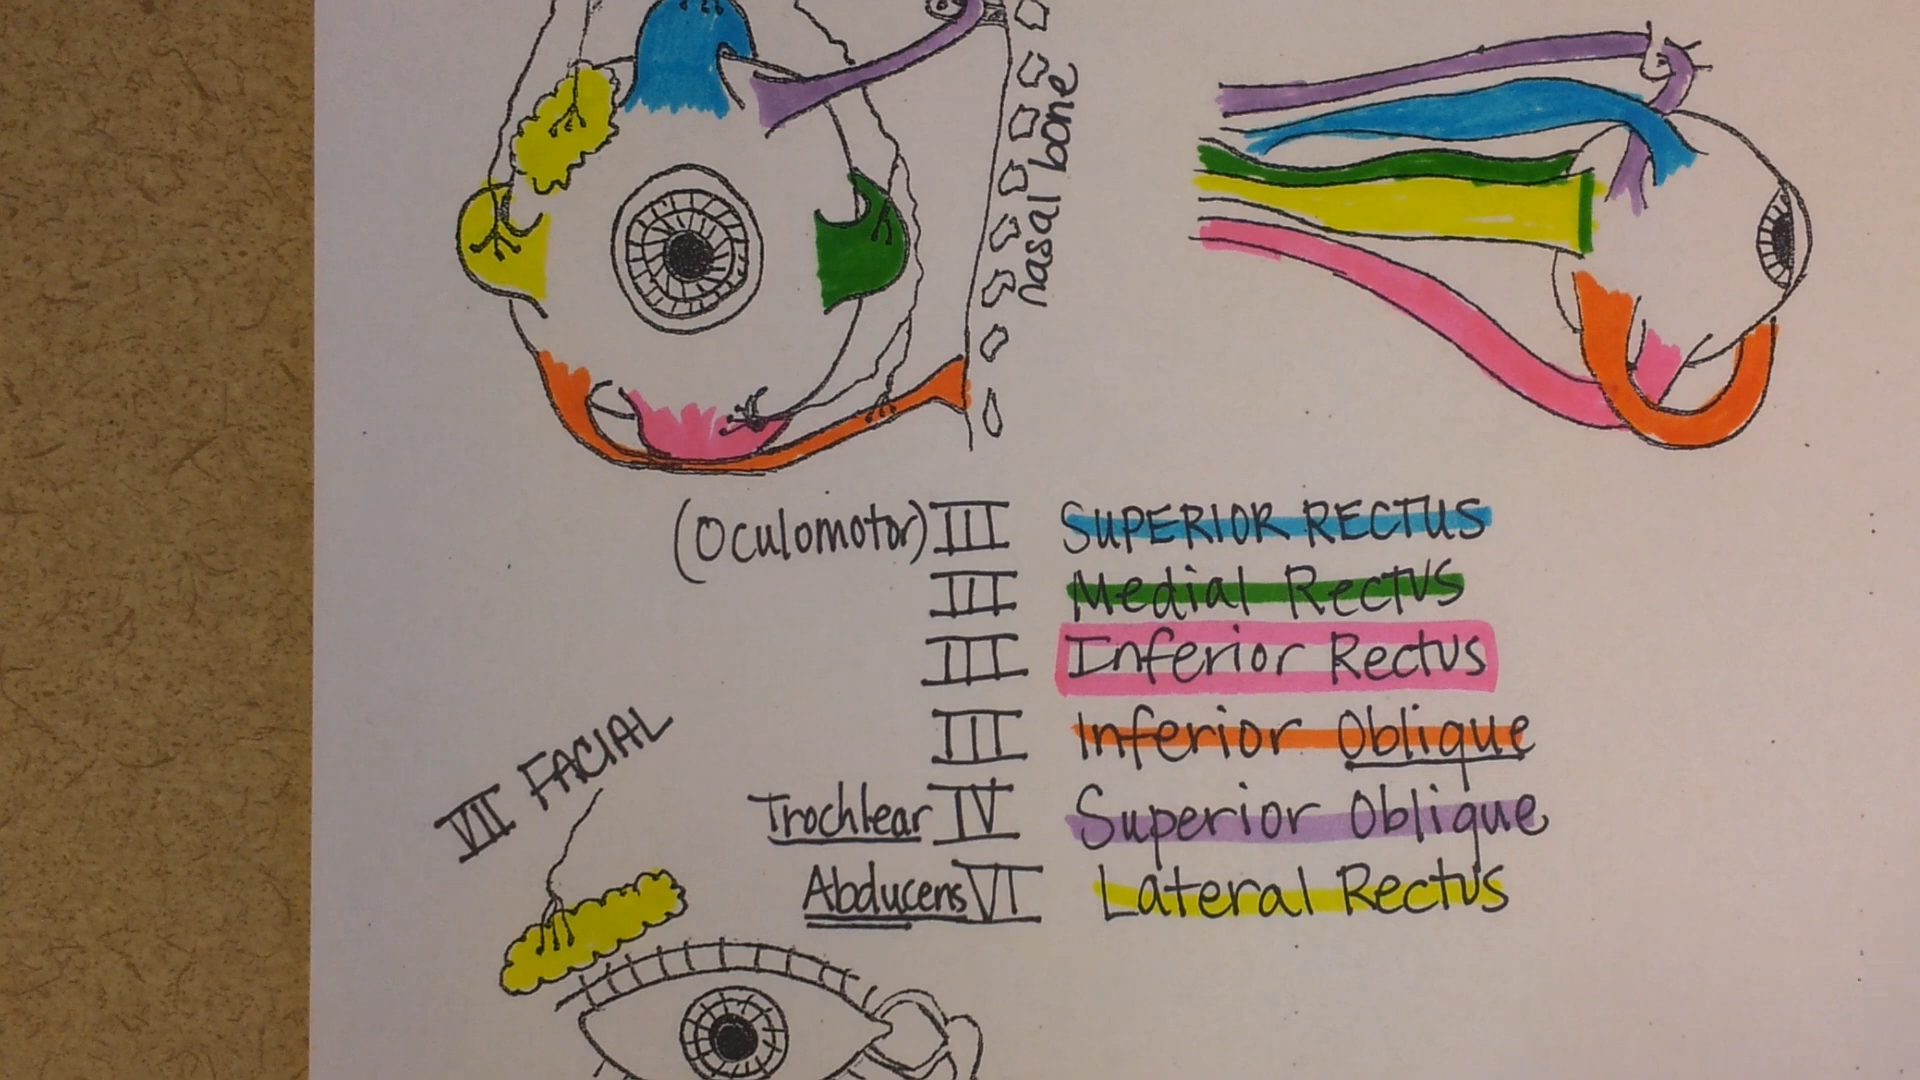 nasal bone
(Oculomotor) III SUPERIOR RECTUS
III Medial Rectus
III Inferior Rectus
III Inferior Oblique
Trochlear IV Superior Oblique
Abducens VI Lateral Rectus
VII FACIAL